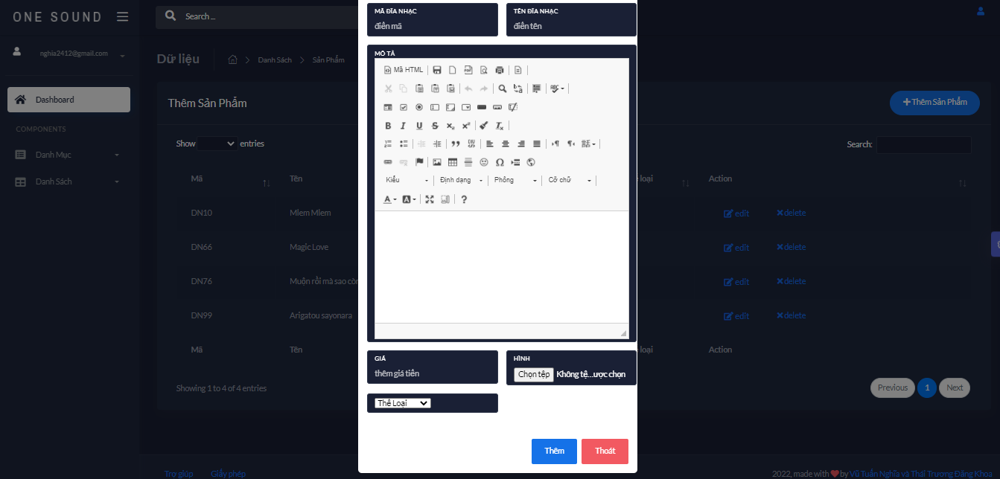 ONE SOUND
Search ...
nghia2412@gmail.com
Dashboard
COMPONENTS
Danh Mục
Danh Sách
Dữ liệu
Danh Sách
Sản Phẩm
Thêm Sản Phẩm
Thêm Sản Phẩm
Show entries
Search:
Mã
Tên
loại
Action
DN10
Mlem Mlem
edit
delete
DN66
Magic Love
edit
delete
DN76
Muộn rồi mà sao còn
edit
delete
DN99
Arigatou sayonara
edit
delete
Mã
Tên
loại
Action
Showing 1 to 4 of 4 entries
Previous
1
Next
MÃ ĐĨA NHẠC
điền mã
TÊN ĐĨA NHẠC
điền tên
MÔ TẢ
Mã HTML
Kiểu
Định dạng
Phông
Cỡ chữ
GIÁ
thêm giá tiền
HÌNH
Chọn tệp Không tệ...ược chọn
Thể Loại
Thêm
Thoát
Trợ giúp
Giấy phép
2022, made with by Vũ Tuấn Nghĩa và Thái Trương Đăng Khoa